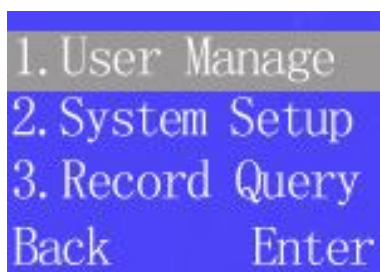 1. User Manage
2. System Setup
3. Record Query
Back Enter